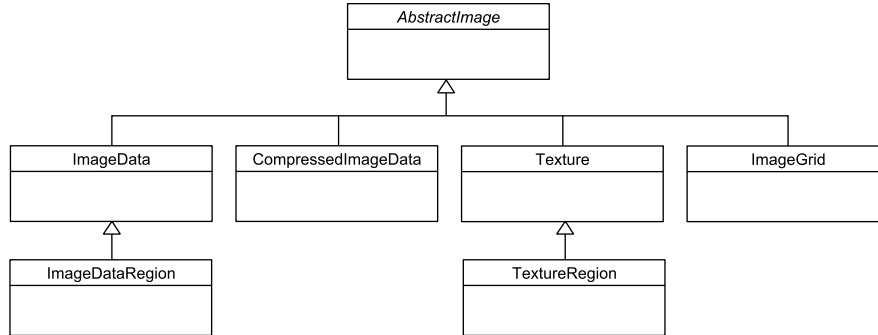 AbstractImage
ImageData
CompressedImageData
Texture
ImageGrid
ImageDataRegion
TextureRegion